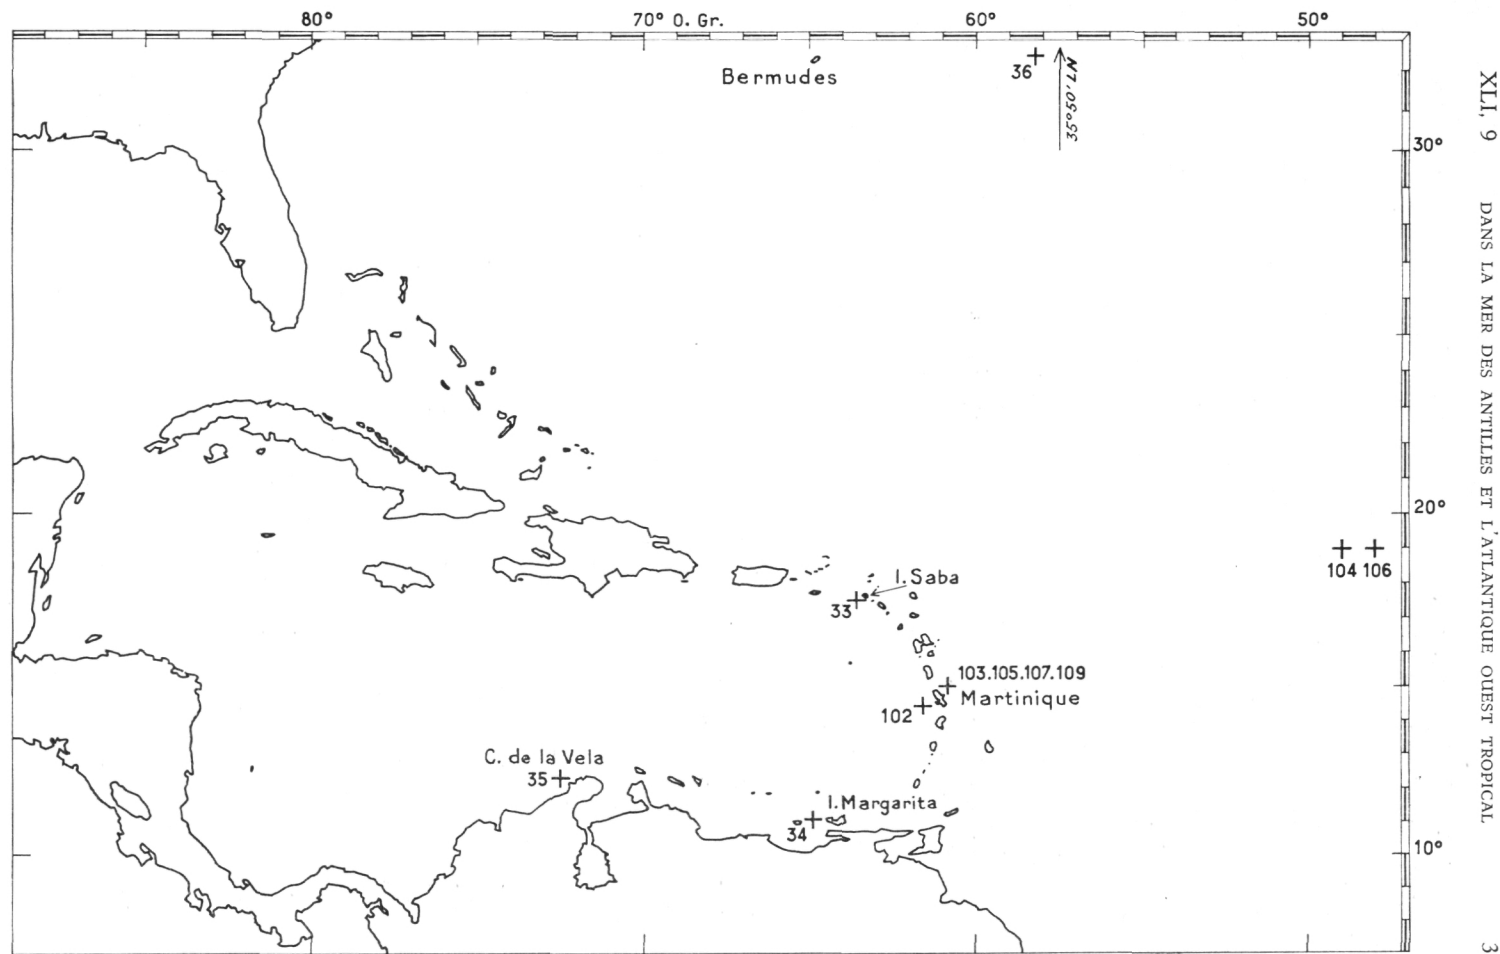 XLI, 9 DANS LA MER DES ANTILLES ET L'ATLANTIQUE OUEST TROPICAL 3
80° 70° O. Gr. 60° 50°
Bermudes
36
35°50'7 N
30°
20°
104 106
I. Saba
33
103.105.107.109
Martinique
102
C. de la Vela
35
I. Margarita
34
10°